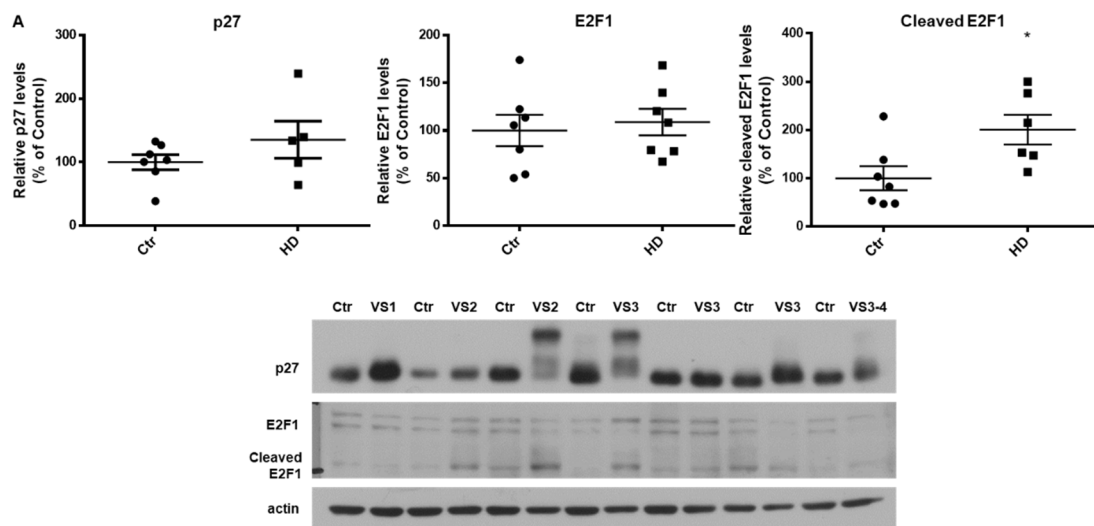 A
p27
E2F1
Cleaved E2F1
Relative p27 levels
(% of Control)
300
200
100
0
Ctr
HD
Relative E2F1 levels
(% of Control)
200
150
100
50
0
Ctr
HD
Relative cleaved E2F1 levels
(% of Control)
400
300
200
100
0
*
Ctr
HD
Ctr VS1 Ctr VS2 Ctr VS2 Ctr VS3 Ctr VS3 Ctr VS3 Ctr VS3-4
p27
E2F1
Cleaved
E2F1
actin